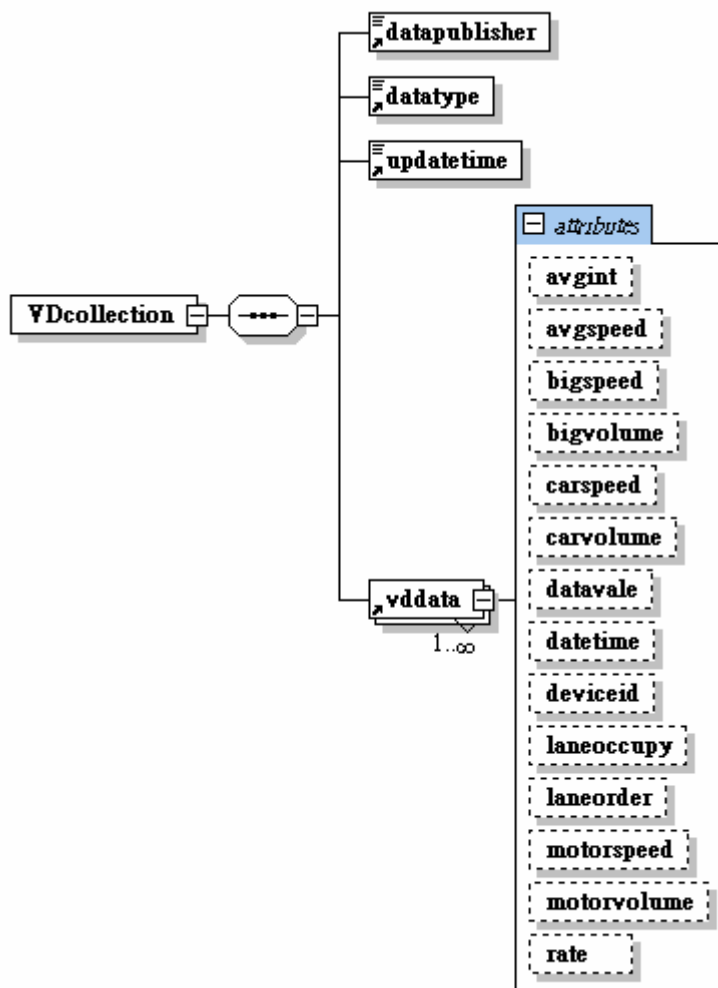 datapublisher
datatype
updatetime
attributes
avgint
VDcollection
avgspeed
bigspeed
bigvolume
carspeed
carvolume
vddata
datavale
1..∞
datetime
deviceid
laneoccupy
laneorder
motorspeed
motorvolume
rate